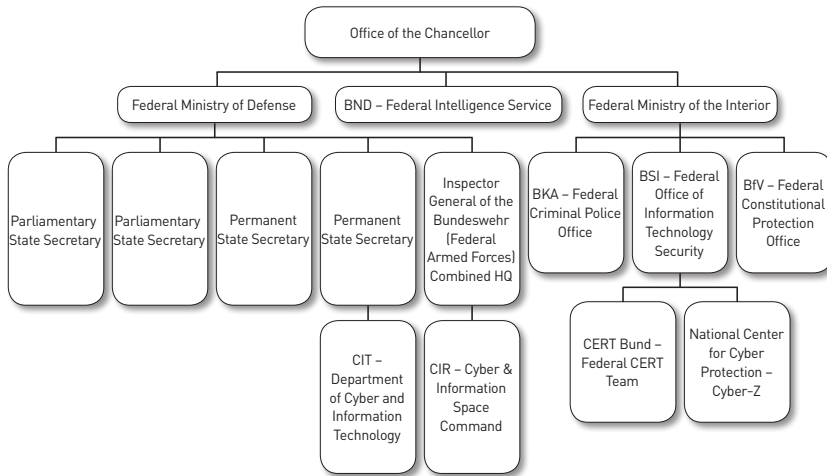 Office of the Chancellor
Federal Ministry of Defense
BND – Federal Intelligence Service
Federal Ministry of the Interior
Parliamentary
State Secretary
Parliamentary
State Secretary
Permanent
State Secretary
Permanent
State Secretary
Inspector
General of the
Bundeswehr
(Federal
Armed Forces)
Combined HQ
BKA – Federal
Criminal Police
Office
BSI – Federal
Office of
Information
Technology
Security
BfV – Federal
Constitutional
Protection
Office
CIT –
Department
of Cyber and
Information
Technology
CIR – Cyber &
Information
Space
Command
CERT Bund –
Federal CERT
Team
National Center
for Cyber
Protection –
Cyber-Z